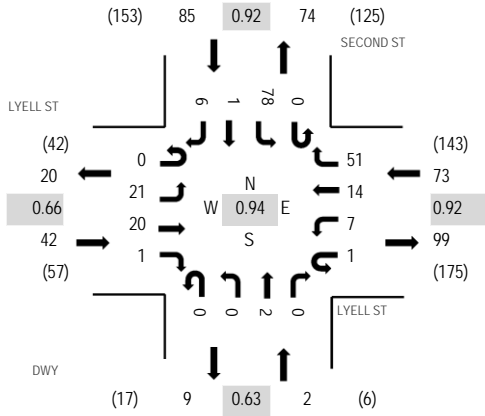 (153) 85 0.92 74 (125)
SECOND ST
6 1 78 0
LYELL ST
(42) (143)
0 51
20 73
21 14
N
0.66 W 0.94 E 0.92
20 7
S
42 99
1 1
(57) (175)
0 0 2 0
LYELL ST
DWY
(17) 9 0.63 2 (6)